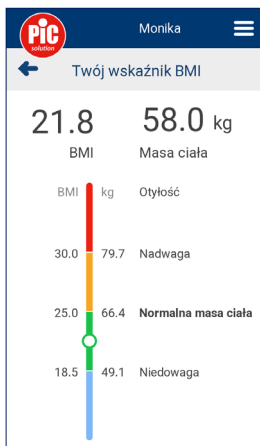 PiC
solution
Monika
Twój wskaźnik BMI
21.8
58.0 kg
BMI
Masa ciała
BMI kg Otyłość
30.0 79.7 Nadwaga
25.0 66.4 Normalna masa ciała
18.5 49.1 Niedowaga